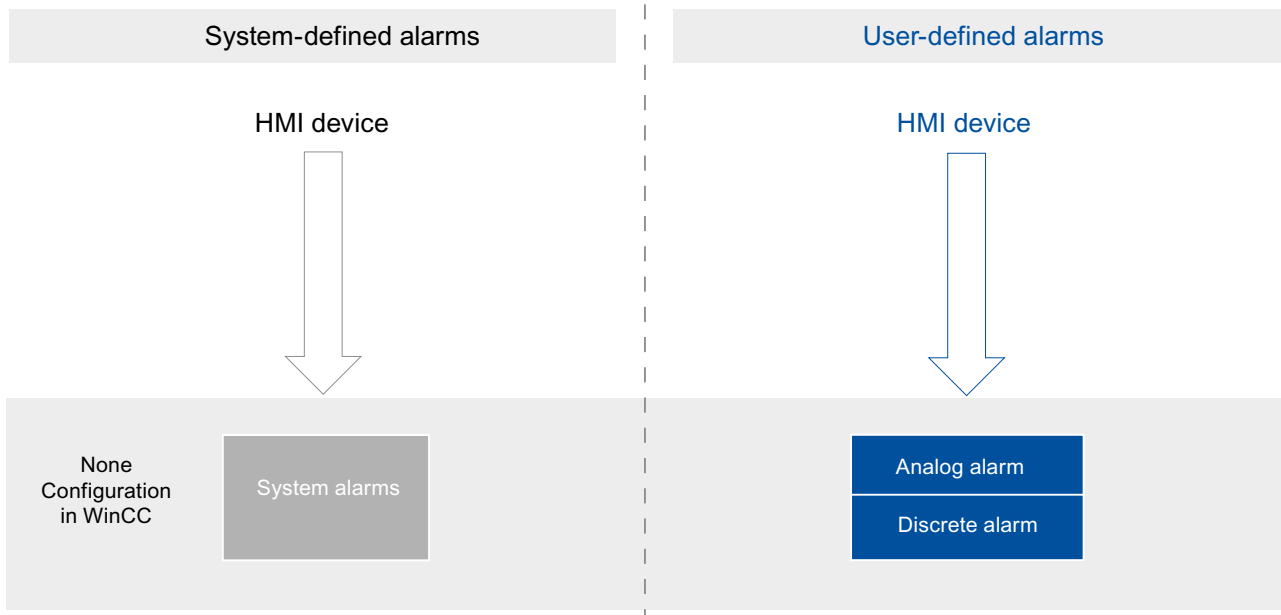 System-defined alarms
User-defined alarms
HMI device
HMI device
None
Configuration
in WinCC
System alarms
Analog alarm
Discrete alarm